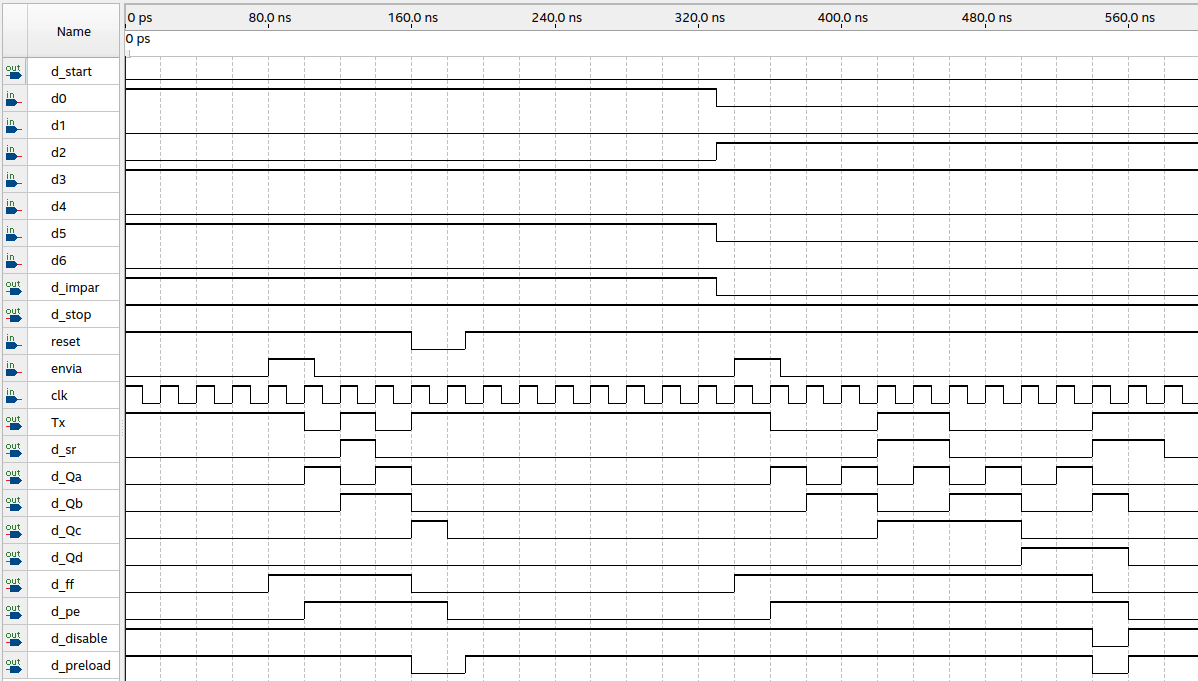 Name
0 ps 80.0 ns 160.0 ns 240.0 ns 320.0 ns 400.0 ns 480.0 ns 560.0 ns
0 ps
out d_start
in d0
in d1
in d2
in d3
in d4
in d5
in d6
out d_impar
out d_stop
in reset
in envia
in clk
out Tx
out d_sr
out d_Qa
out d_Qb
out d_Qc
out d_Qd
out d_ff
out d_pe
out d_disable
out d_preload